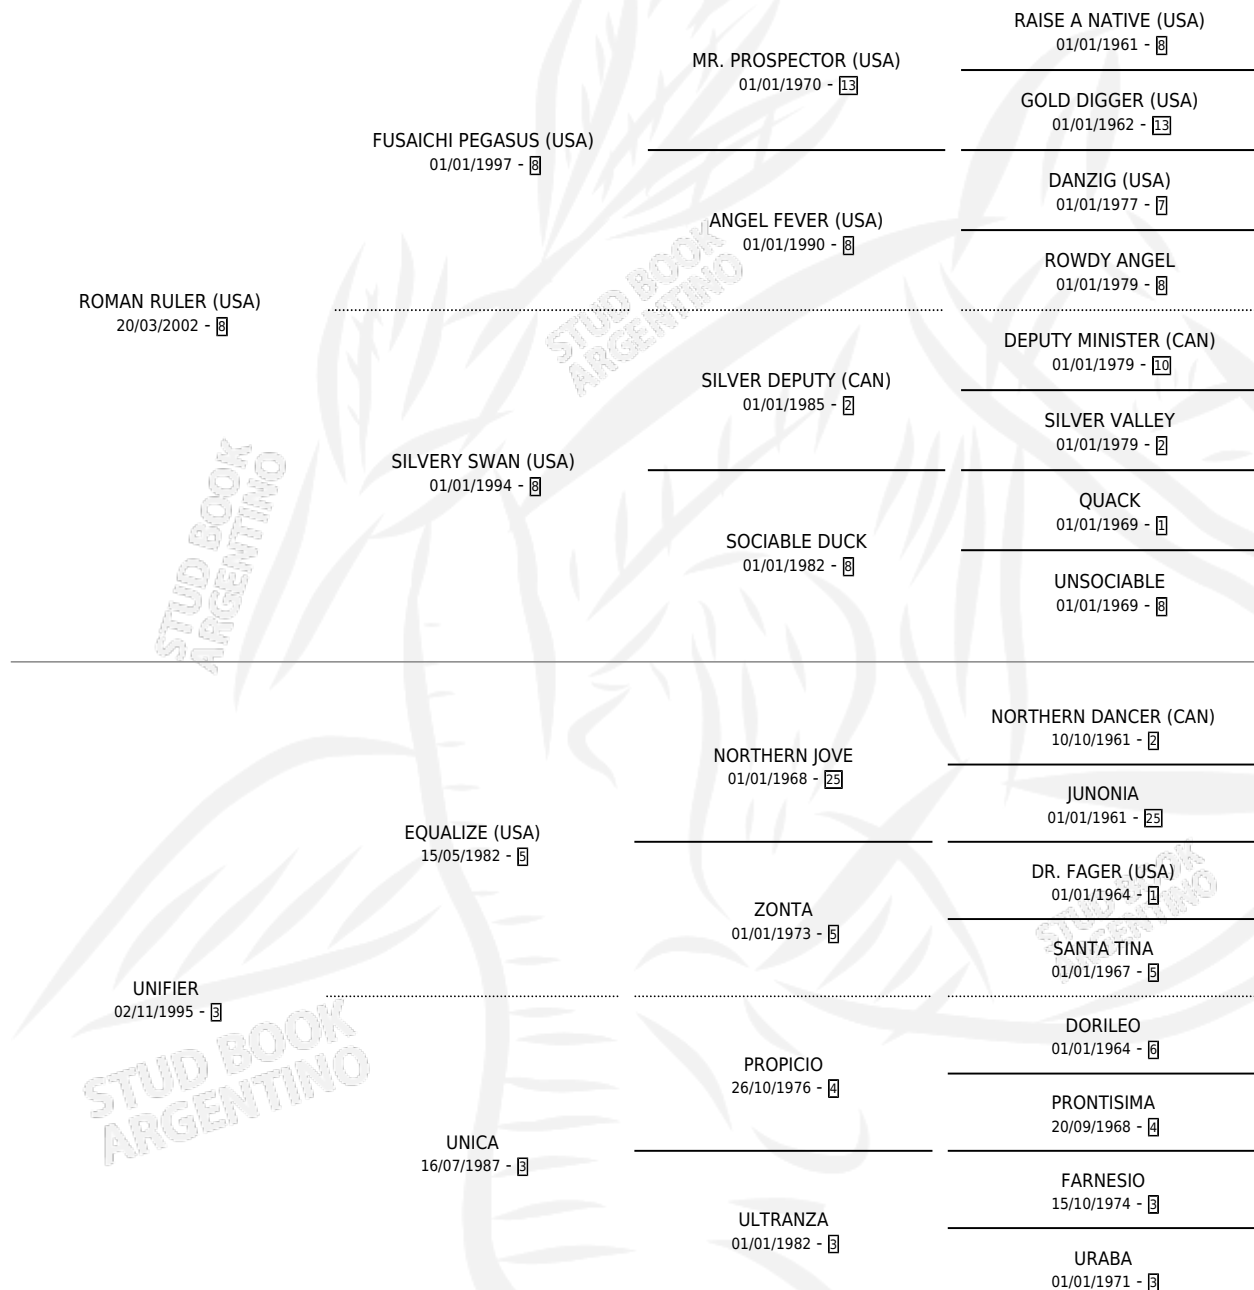 RAISE A NATIVE (USA)
01/01/1961 - 8
MR. PROSPECTOR (USA)
01/01/1970 - 13
GOLD DIGGER (USA)
01/01/1962 - 13
FUSAICHI PEGASUS (USA)
01/01/1997 - 8
DANZIG (USA)
01/01/1977 - 7
ANGEL FEVER (USA)
01/01/1990 - 8
ROWDY ANGEL
01/01/1979 - 8
ROMAN RULER (USA)
20/03/2002 - 8
DEPUTY MINISTER (CAN)
01/01/1979 - 10
SILVER DEPUTY (CAN)
01/01/1985 - 2
SILVER VALLEY
01/01/1979 - 2
SILVERY SWAN (USA)
01/01/1994 - 8
QUACK
01/01/1969 - 1
SOCIABLE DUCK
01/01/1982 - 8
UNSOCIABLE
01/01/1969 - 8
NORTHERN DANCER (CAN)
10/10/1961 - 2
NORTHERN JOVE
01/01/1968 - 25
JUNONIA
01/01/1961 - 25
EQUALIZE (USA)
15/05/1982 - 5
DR. FAGER (USA)
01/01/1964 - 1
ZONTA
01/01/1973 - 5
SANTA TINA
01/01/1967 - 5
UNIFIER
02/11/1995 - 3
DORILEO
01/01/1964 - 6
PROPICIO
26/10/1976 - 4
PRONTISIMA
20/09/1968 - 4
UNICA
16/07/1987 - 3
FARNESIO
15/10/1974 - 3
ULTRANZA
01/01/1982 - 3
URABA
01/01/1971 - 3
STUD BOOK
ARGENTINO
STUD BOOK
ARGENTINO
STUD BOOK
ARGENTINO
STUD BOOK
ARGENTINO